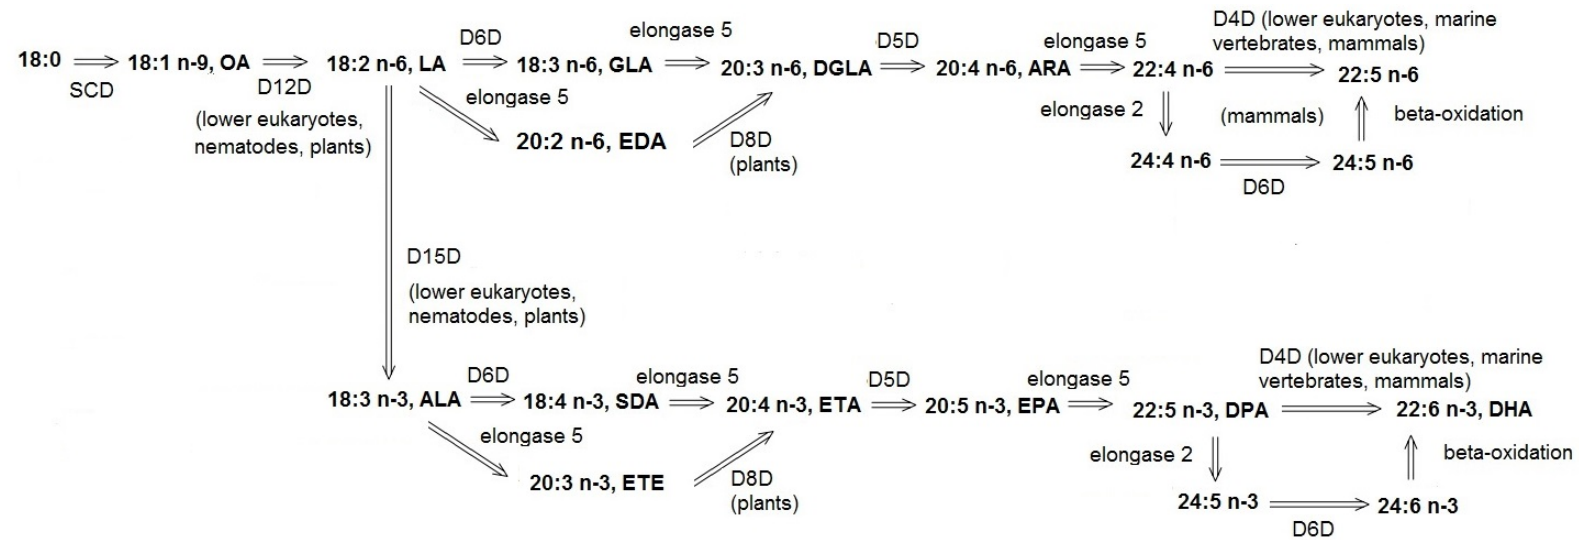 D4D (lower eukaryotes, marine
vertebrates, mammals)
elongase 5
D6D
D5D
elongase 5
18:0
18:1 n-9, OA
18:2 n-6, LA
18:3 n-6, GLA
20:3 n-6, DGLA
20:4 n-6, ARA
22:4 n-6
22:5 n-6
SCD
D12D
elongase 5
elongase 2
(mammals)
beta-oxidation
(lower eukaryotes,
nematodes, plants)
20:2 n-6, EDA
D8D
(plants)
24:4 n-6
24:5 n-6
D6D
D15D
(lower eukaryotes,
nematodes, plants)
D4D (lower eukaryotes, marine
vertebrates, mammals)
D6D
elongase 5
D5D
elongase 5
18:3 n-3, ALA
18:4 n-3, SDA
20:4 n-3, ETA
20:5 n-3, EPA
22:5 n-3, DPA
22:6 n-3, DHA
elongase 5
elongase 2
beta-oxidation
20:3 n-3, ETE
D8D
(plants)
24:5 n-3
24:6 n-3
D6D